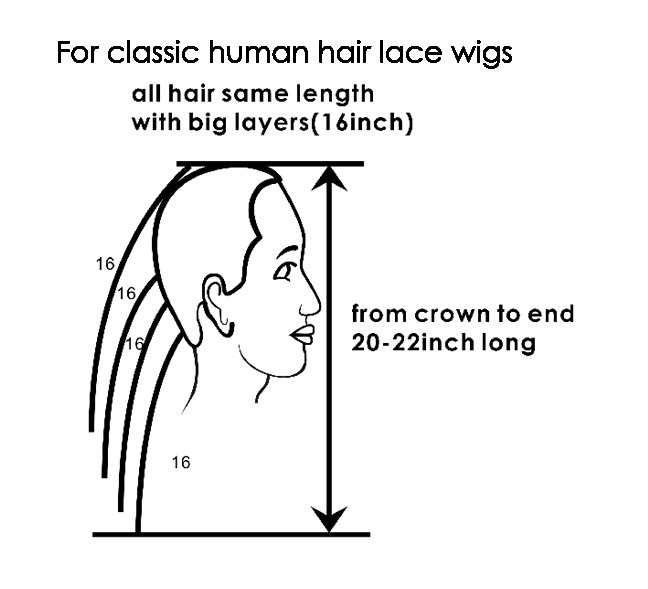 For classic human hair lace wigs
all hair same length
with big layers(16inch)
16
16
16
from crown to end
20-22inch long
16